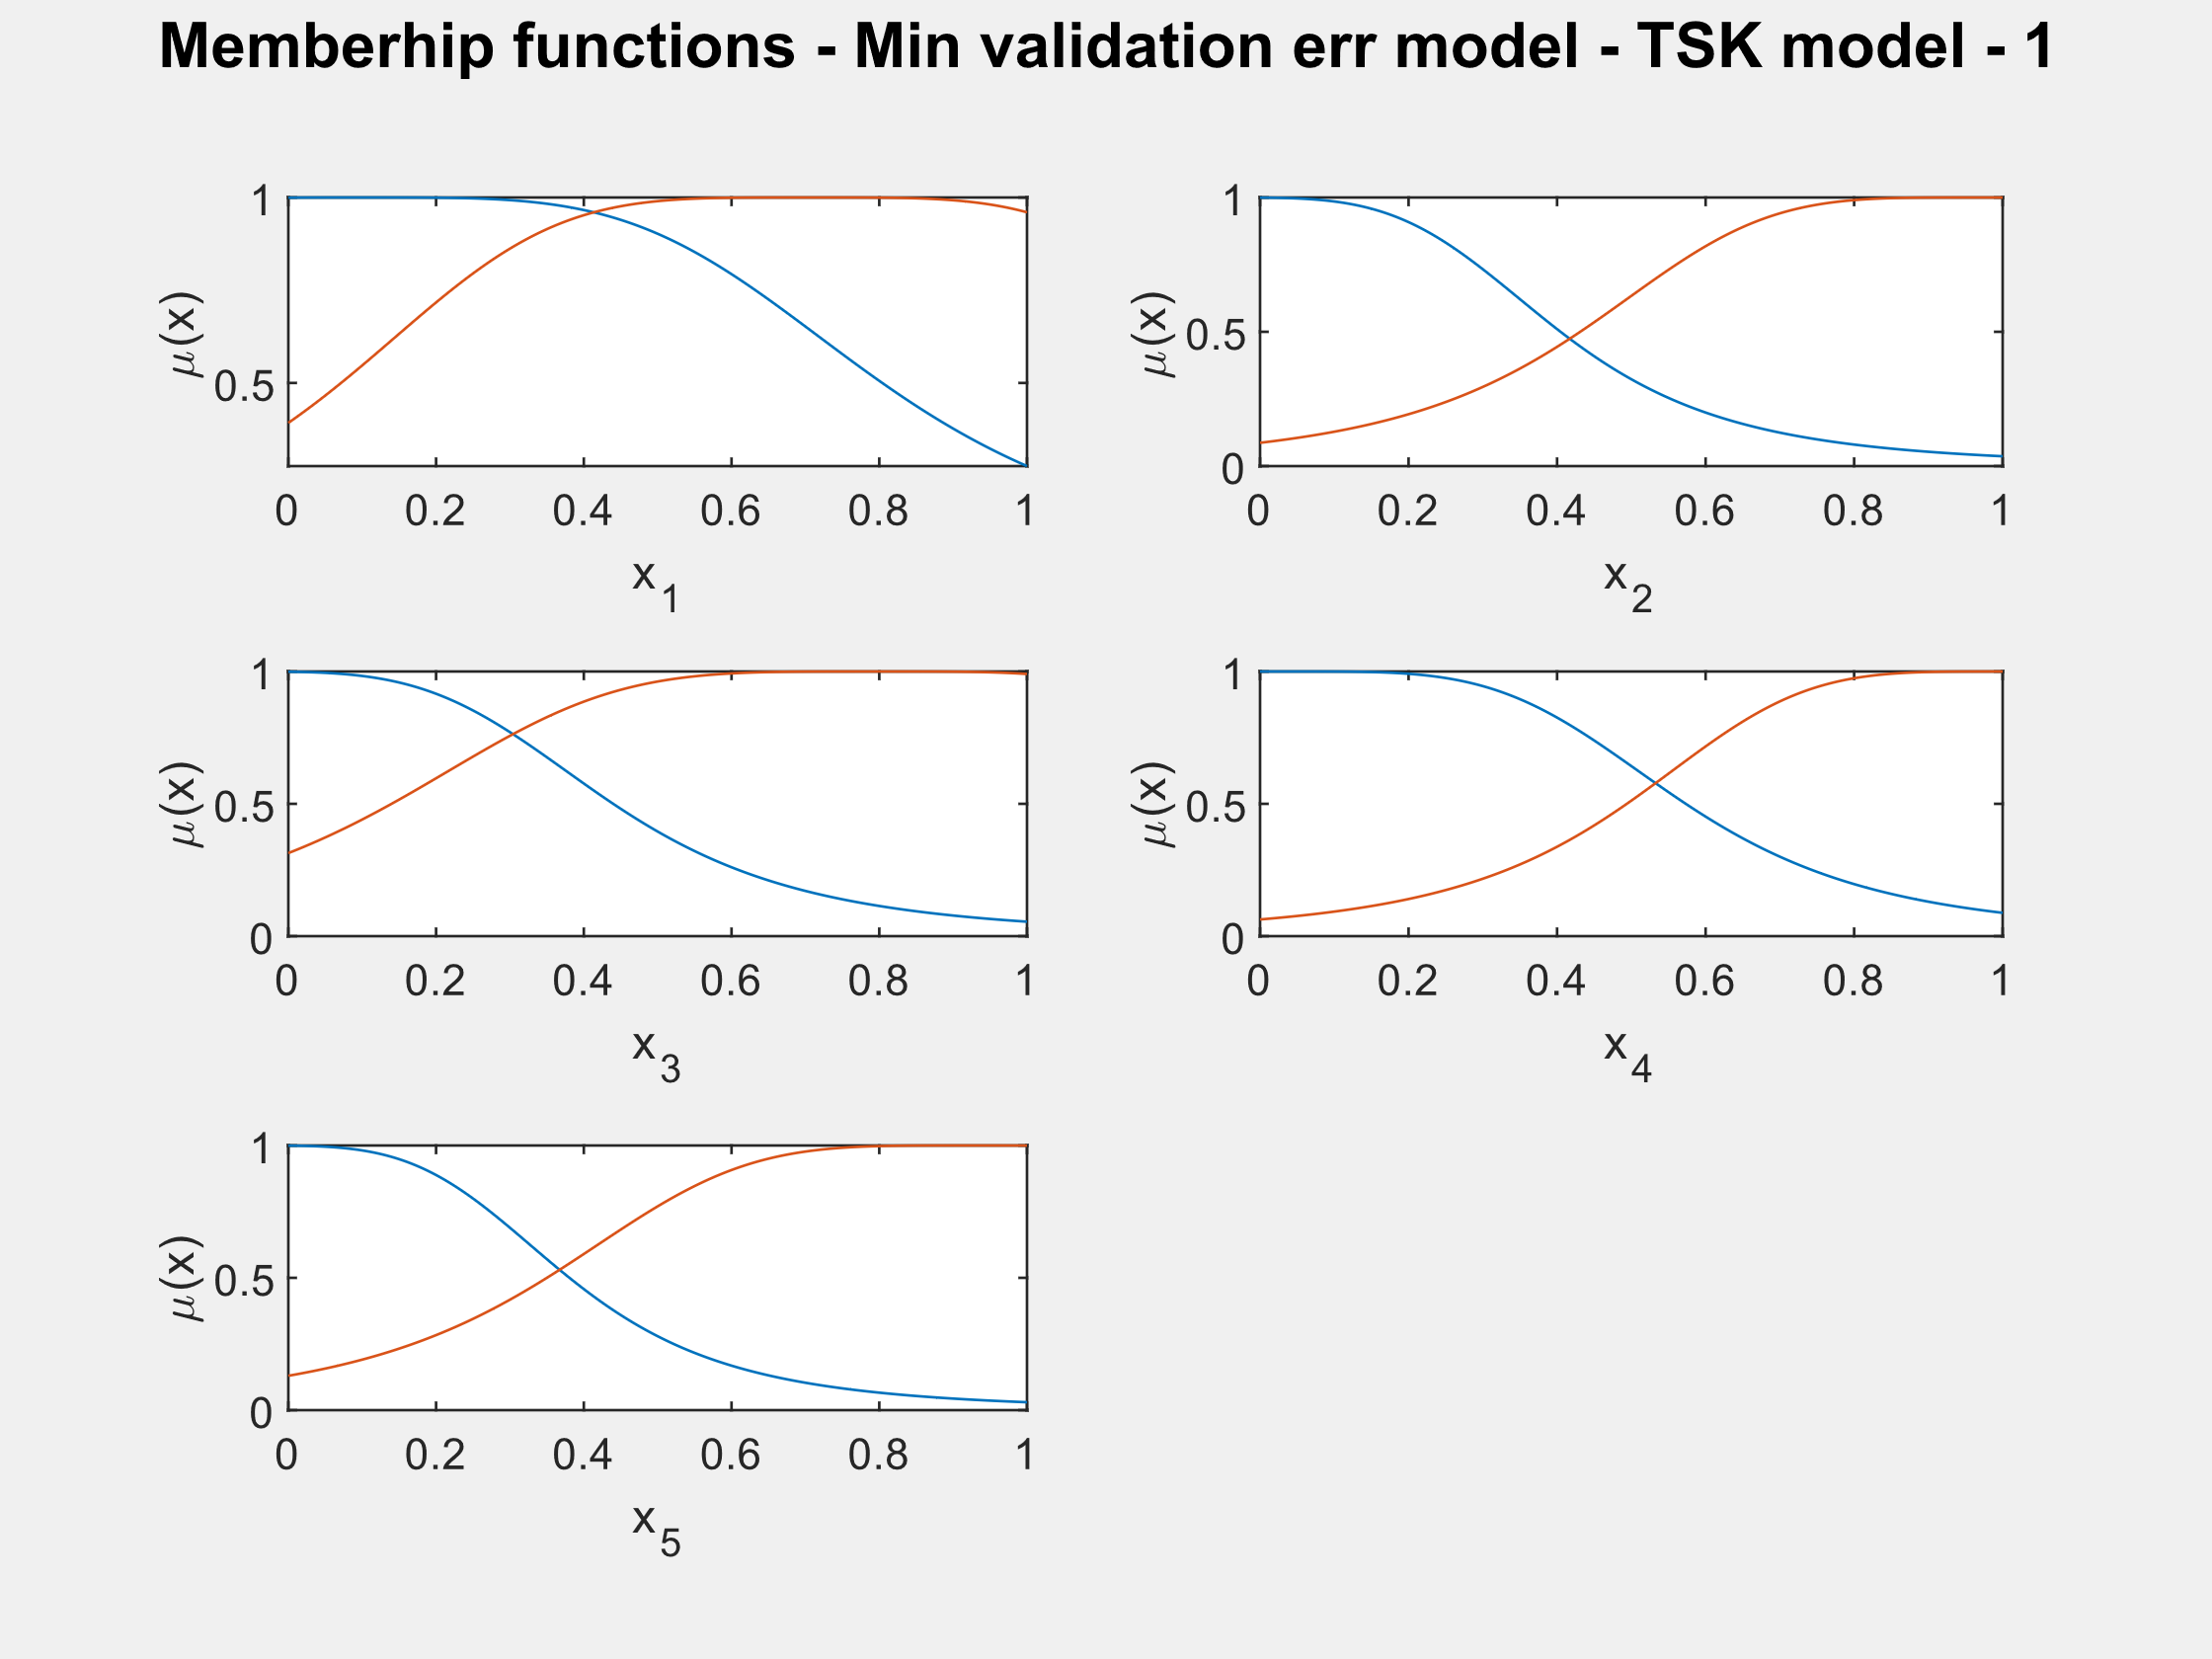 Memberhip functions - Min validation err model - TSK model - 1
1
0.5
μ(x)
0 0.2 0.4 0.6 0.8 1
x1
1
0.5
0
μ(x)
0 0.2 0.4 0.6 0.8 1
x2
1
0.5
0
μ(x)
0 0.2 0.4 0.6 0.8 1
x3
1
0.5
0
μ(x)
0 0.2 0.4 0.6 0.8 1
x4
1
0.5
0
μ(x)
0 0.2 0.4 0.6 0.8 1
x5